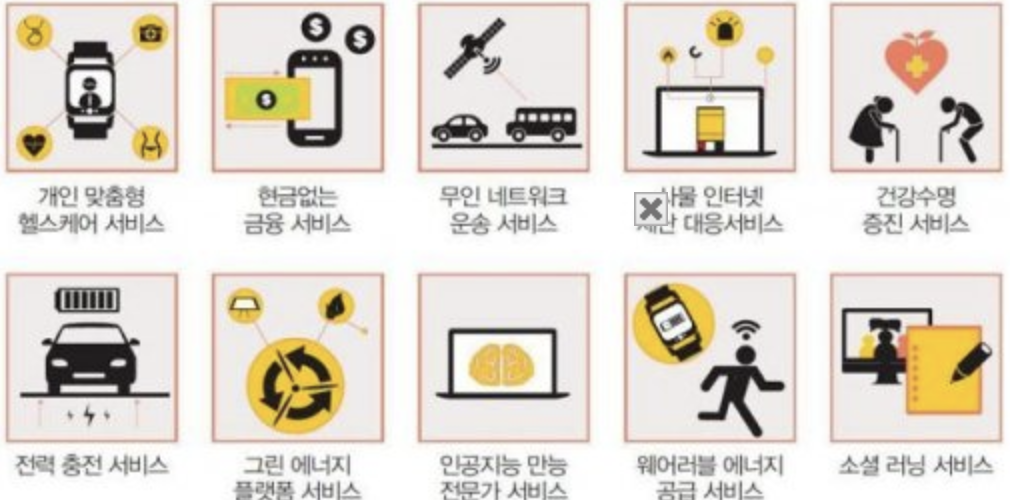 개인 맞춤형
헬스케어 서비스
현금없는
금융 서비스
무인 네트워크
운송 서비스
인터넷
대응서비스
건강수명
증진 서비스
전력 충전 서비스
그린 에너지
플랫폼 서비스
인공지능 만능
전문가 서비스
웨어러블 에너지
공급 서비스
소셜 러닝 서비스